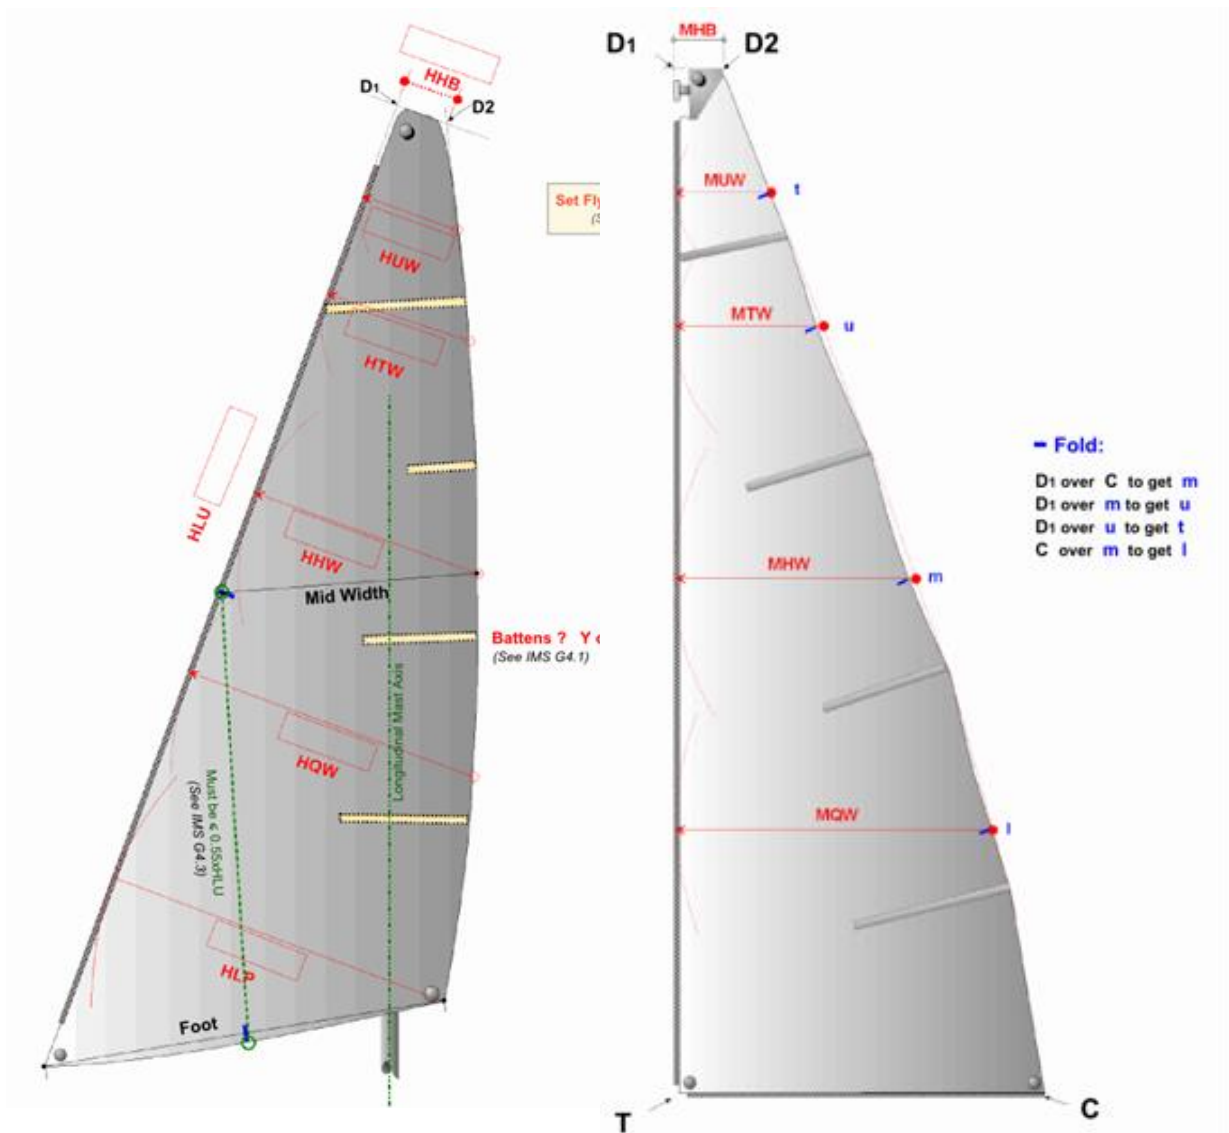 D1
HHB
D2
HUW
HTW
HLU
HHW
Mid Width
HQW
Longitudinal Mast Axis
Must be ≤ 0.55xHLU
(See IMS G4.3)
HLP
Foot
Set Fly
(S
Battens ? Y o
(See IMS G4.1)
D1
MHB
D2
MUW
t
MTW
u
MHW
m
MQW
l
T
C
- Fold:
D1 over C to get m
D1 over m to get u
D1 over u to get t
C over m to get l